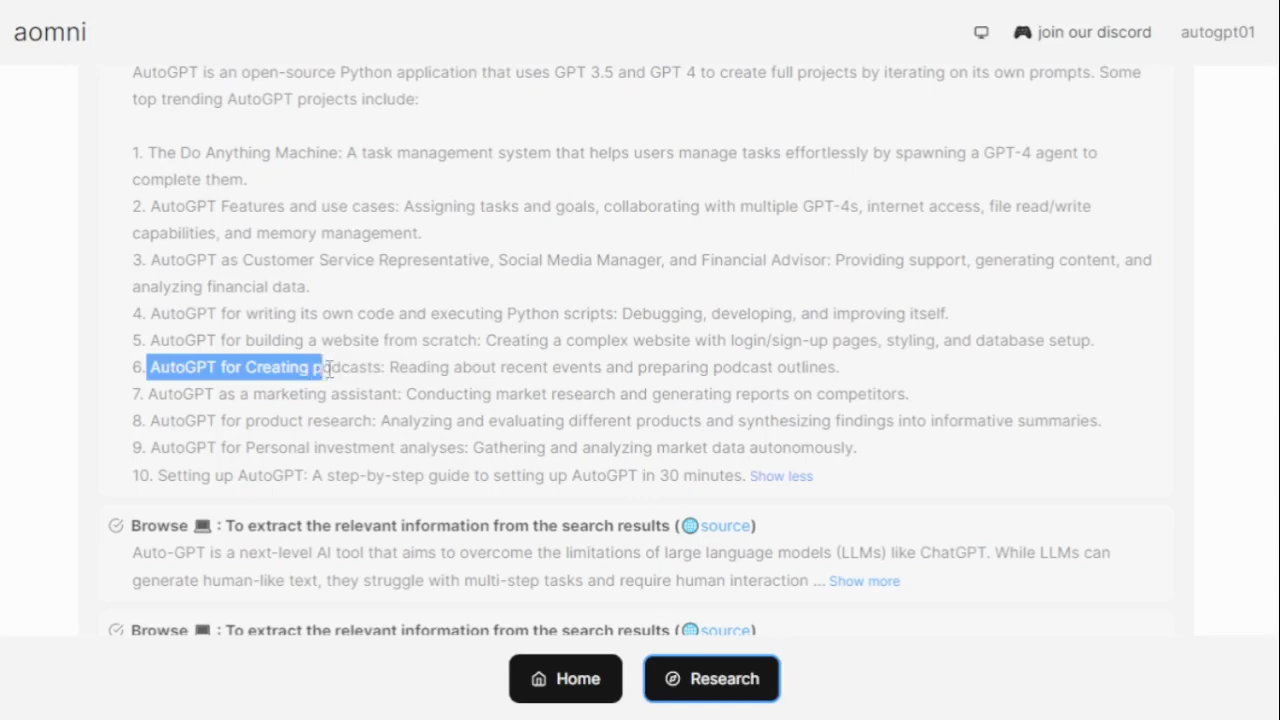 aomni
join our discord
autogpt01
AutoGPT is an open-source Python application that uses GPT 3.5 and GPT 4 to create full projects by iterating on its own prompts. Some
top trending AutoGPT projects include:
1. The Do Anything Machine: A task management system that helps users manage tasks effortlessly by spawning a GPT-4 agent to
complete them.
2. AutoGPT Features and use cases: Assigning tasks and goals, collaborating with multiple GPT-4s, internet access, file read/write
capabilities, and memory management.
3. AutoGPT as Customer Service Representative, Social Media Manager, and Financial Advisor: Providing support, generating content, and
analyzing financial data.
4. AutoGPT for writing its own code and executing Python scripts: Debugging, developing, and improving itself.
5. AutoGPT for building a website from scratch: Creating a complex website with login/sign-up pages, styling, and database setup.
6. AutoGPT for Creating podcasts: Reading about recent events and preparing podcast outlines.
7. AutoGPT as a marketing assistant: Conducting market research and generating reports on competitors.
8. AutoGPT for product research: Analyzing and evaluating different products and synthesizing findings into informative summaries.
9. AutoGPT for Personal investment analyses: Gathering and analyzing market data autonomously.
10. Setting up AutoGPT: A step-by-step guide to setting up AutoGPT in 30 minutes. Show less
Browse 💻 : To extract the relevant information from the search results (🌐source)
Auto-GPT is a next-level AI tool that aims to overcome the limitations of large language models (LLMs) like ChatGPT. While LLMs can
generate human-like text, they struggle with multi-step tasks and require human interaction ... Show more
Browse 💻 : To extract the relevant information from the search results (🌐source)
Home
Research